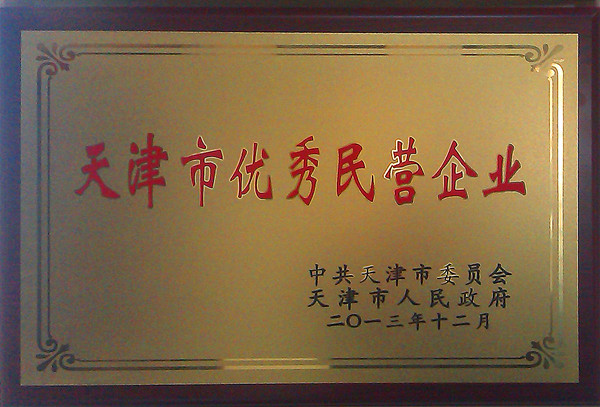 天津市优秀民营企业
中共天津市委员会
天津市人民政府
二〇一三年十二月